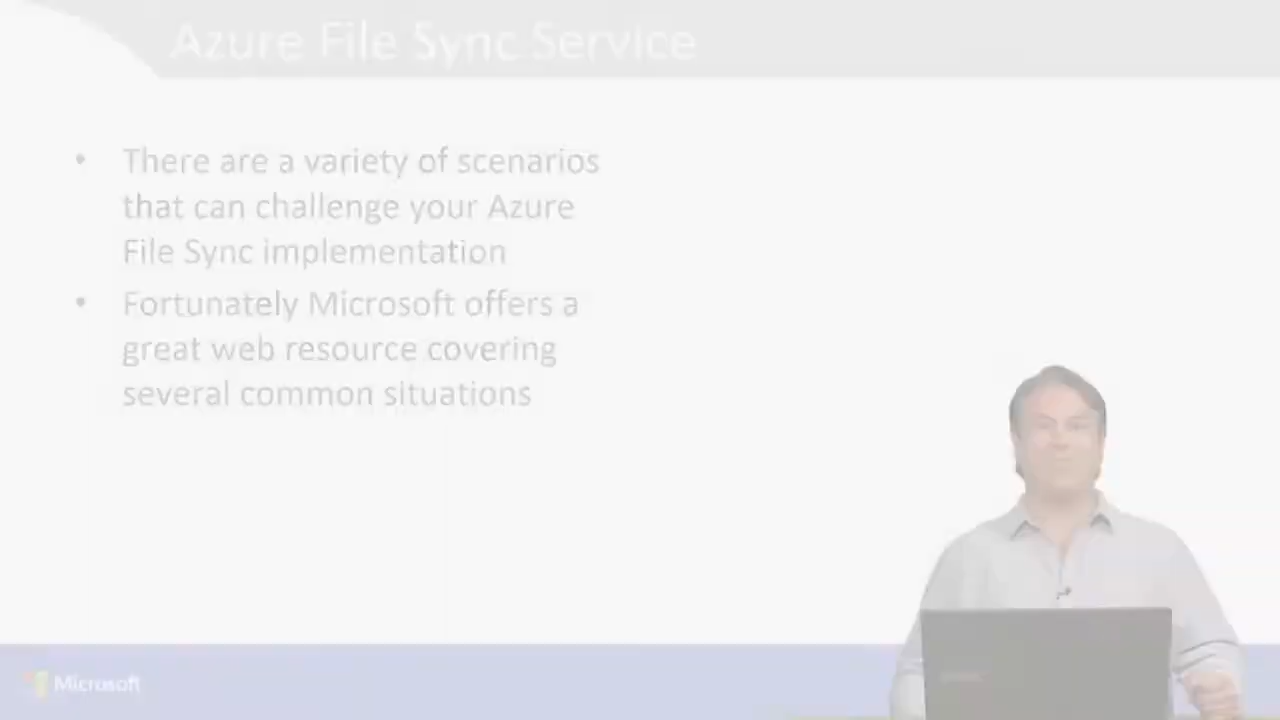 Azure File Sync Service
• There are a variety of scenarios
that can challenge your Azure
File Sync implementation
• Fortunately Microsoft offers a
great web resource covering
several common situations
Microsoft